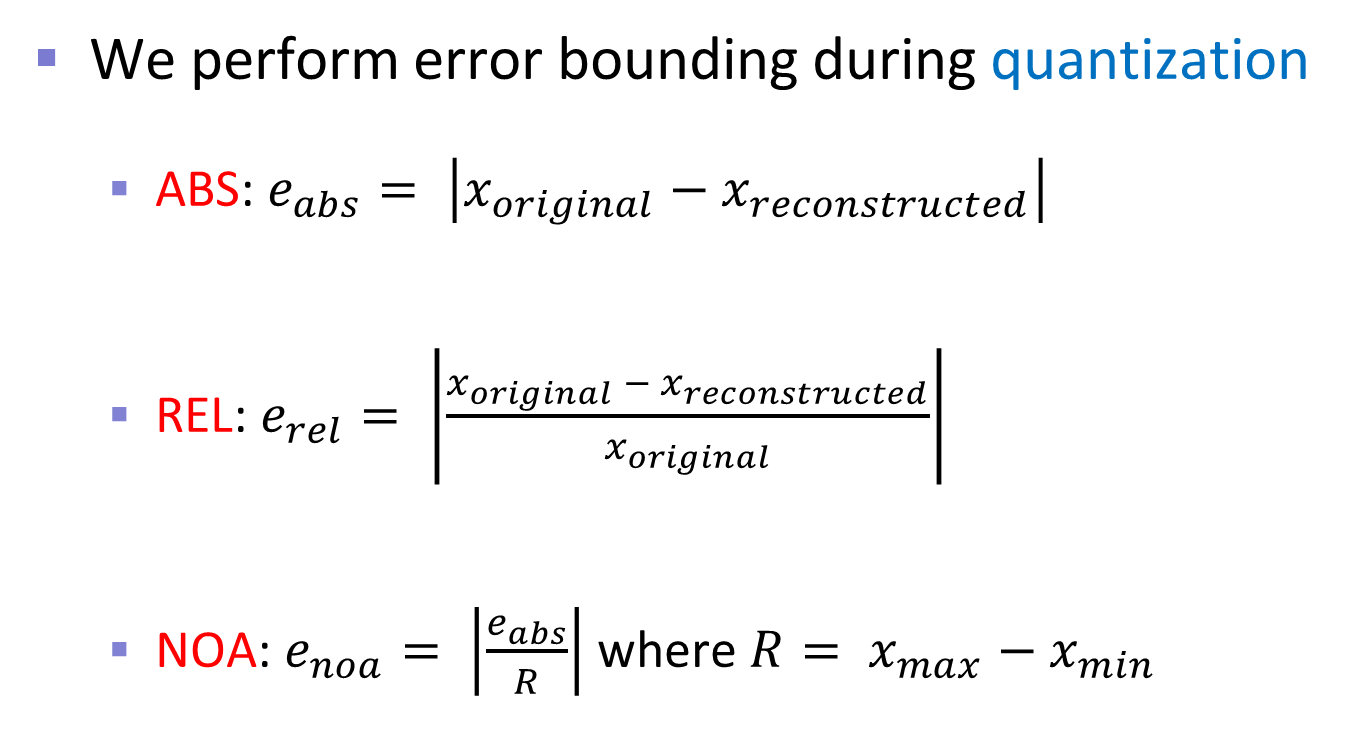 ▪ We perform error bounding during quantization
▪ ABS: e_abs = |x_original − x_reconstructed|
▪ REL: e_rel = |(x_original − x_reconstructed) / x_original|
▪ NOA: e_noa = |e_abs / R| where R = x_max − x_min